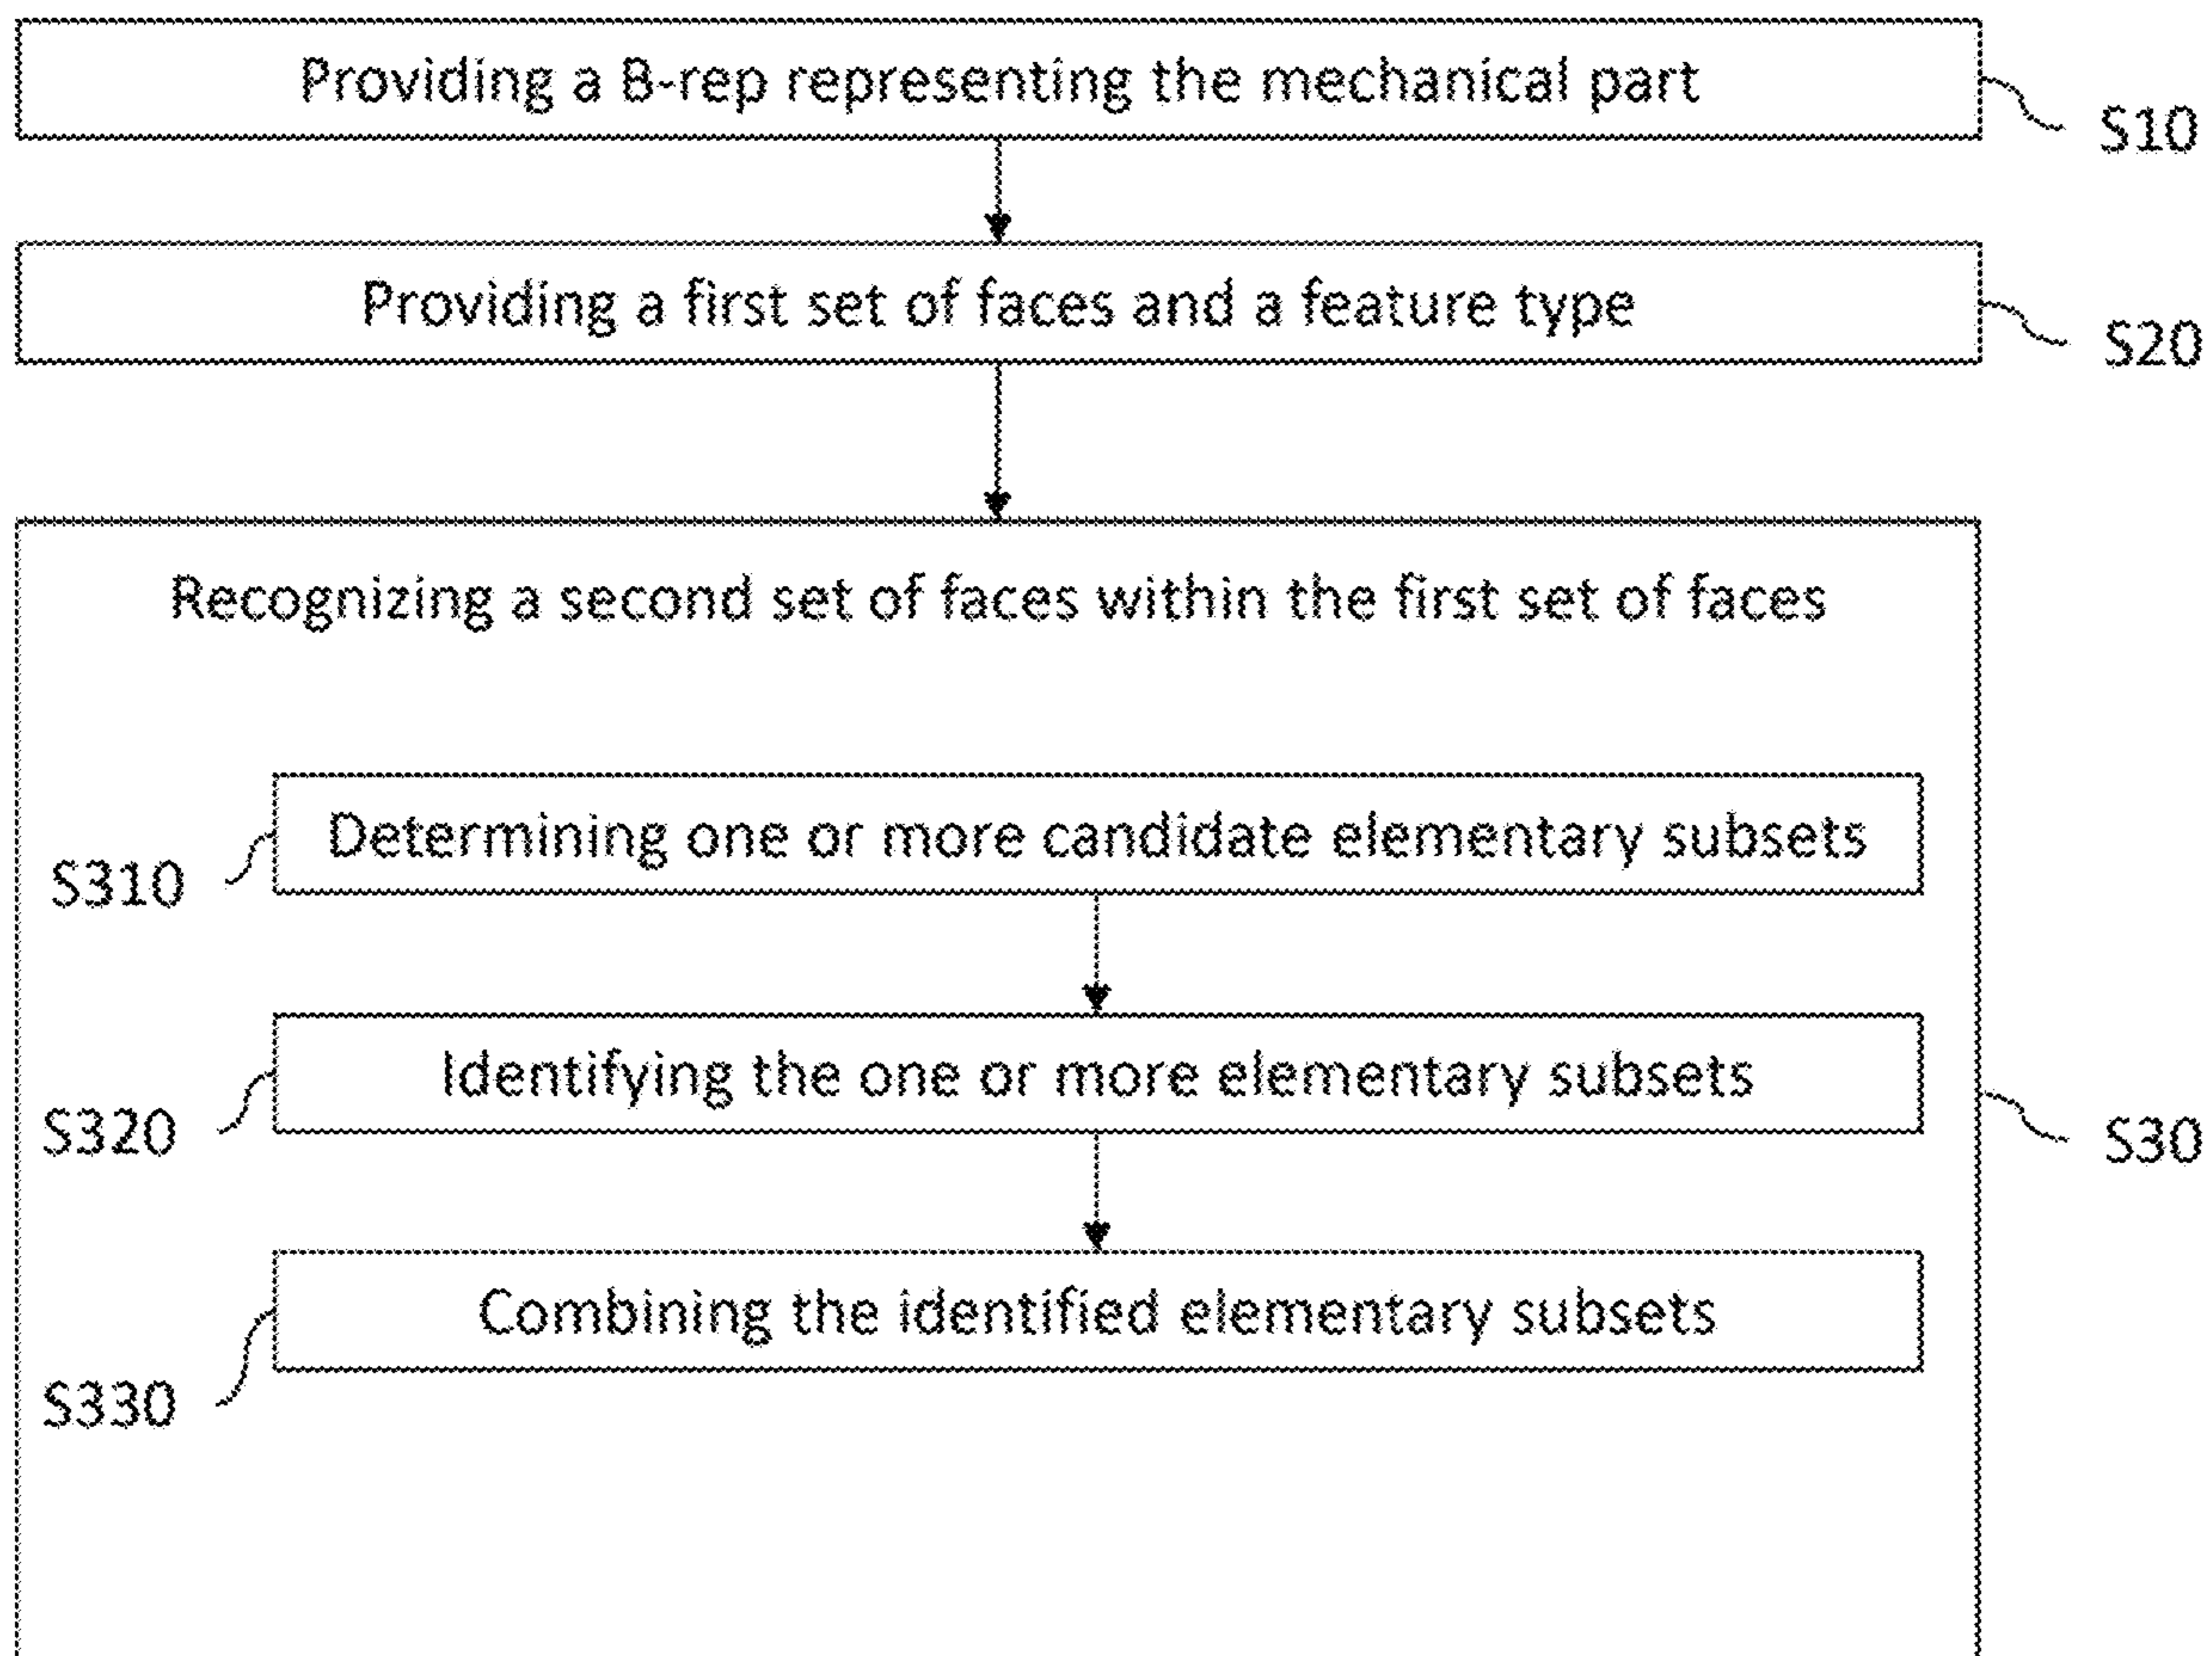 Providing a B-rep representing the mechanical part
S10
Providing a first set of faces and a feature type
S20
Recognizing a second set of faces within the first set of faces
Determining one or more candidate elementary subsets
S310
Identifying the one or more elementary subsets
S320
S30
Combining the identified elementary subsets
S330